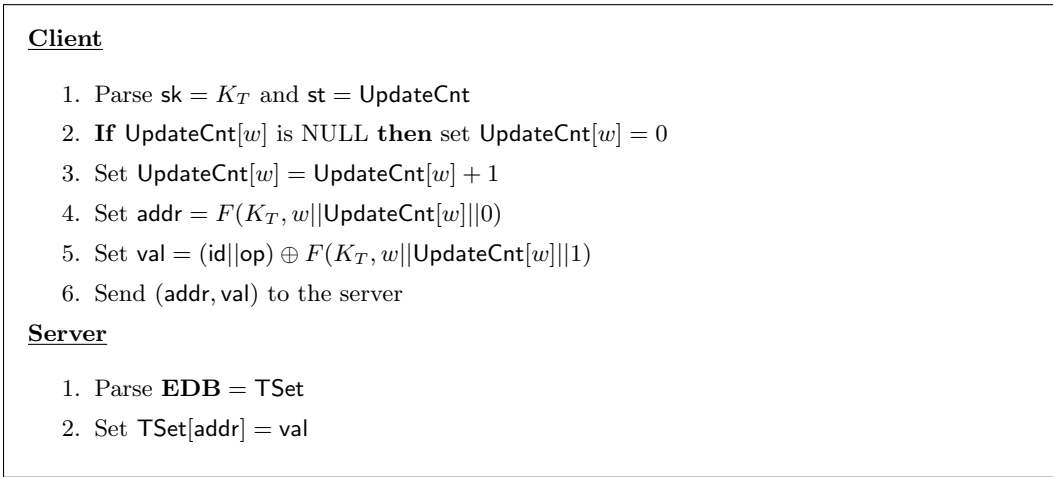 Client
1. Parse sk = K_T and st = UpdateCnt
2. If UpdateCnt[w] is NULL then set UpdateCnt[w] = 0
3. Set UpdateCnt[w] = UpdateCnt[w] + 1
4. Set addr = F(K_T, w||UpdateCnt[w]||0)
5. Set val = (id||op) ⊕ F(K_T, w||UpdateCnt[w]||1)
6. Send (addr, val) to the server
Server
1. Parse EDB = TSet
2. Set TSet[addr] = val